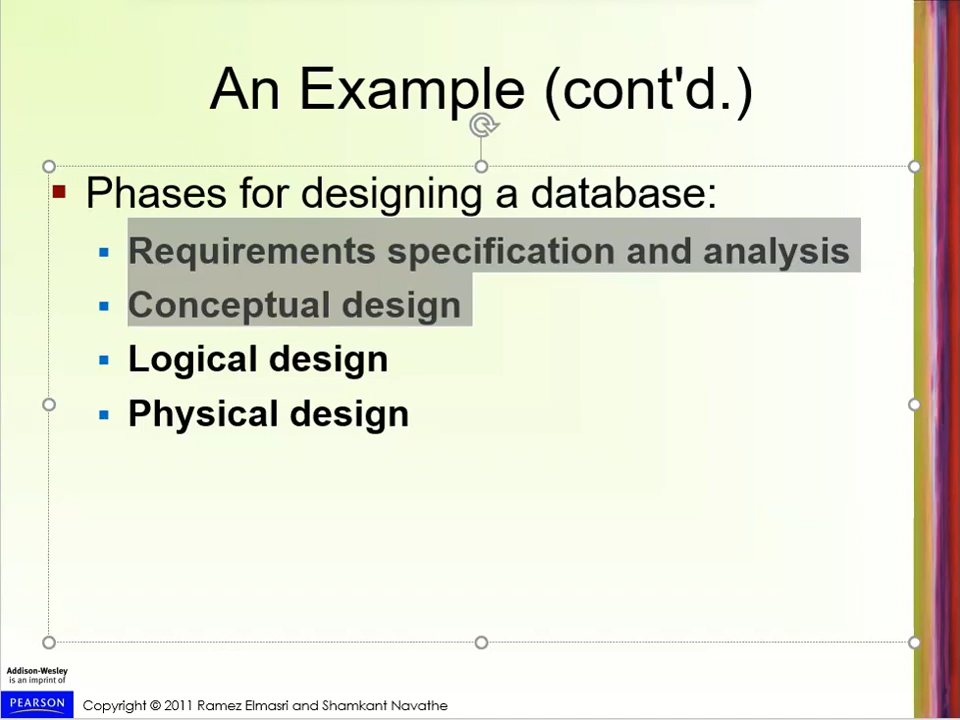 An Example (cont'd.)
Phases for designing a database:
Requirements specification and analysis
Conceptual design
Logical design
Physical design
Addison-Wesley
is an imprint of
PEARSON
Copyright © 2011 Ramez Elmasri and Shamkant Navathe